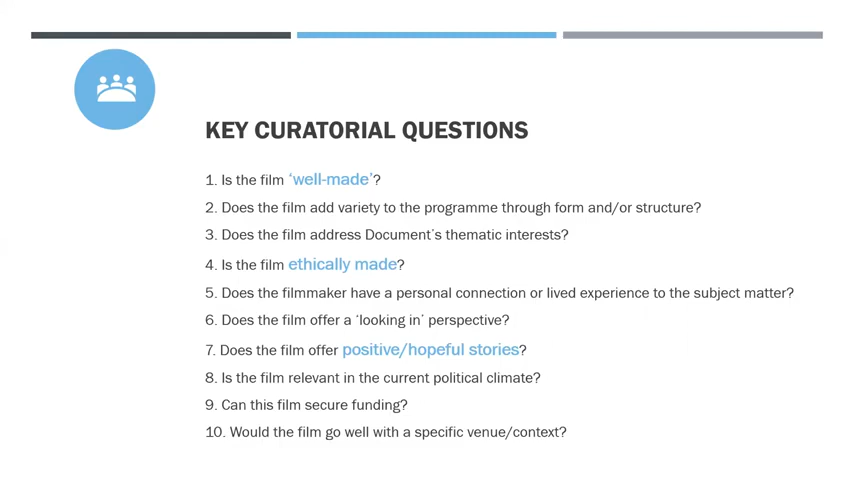 KEY CURATORIAL QUESTIONS
1. Is the film ‘well-made’?
2. Does the film add variety to the programme through form and/or structure?
3. Does the film address Document's thematic interests?
4. Is the film ethically made?
5. Does the filmmaker have a personal connection or lived experience to the subject matter?
6. Does the film offer a ‘looking in’ perspective?
7. Does the film offer positive/hopeful stories?
8. Is the film relevant in the current political climate?
9. Can this film secure funding?
10. Would the film go well with a specific venue/context?